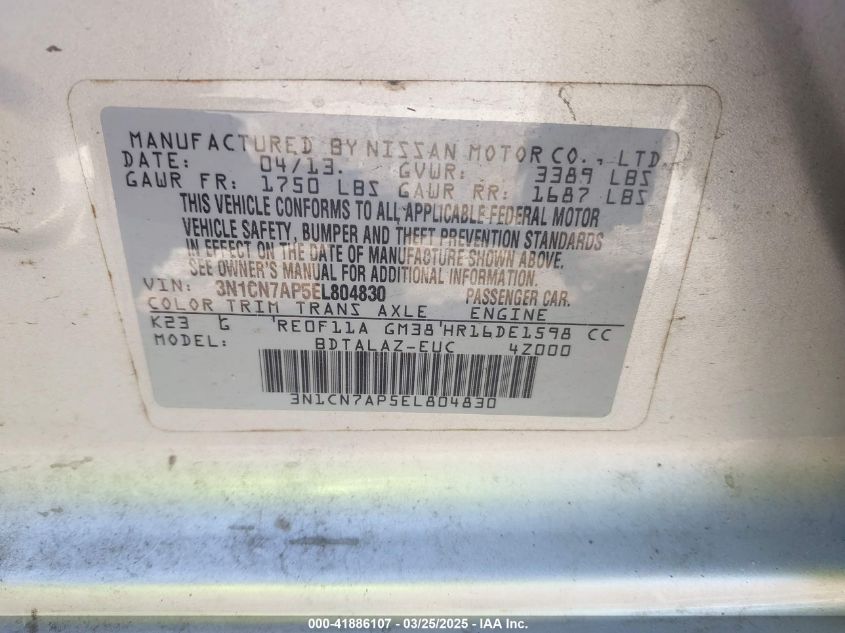 MANUFACTURED BY NISSAN MOTOR CO., LTD.
DATE: 04/13. GVWR: 3389 LBS
GAWR FR: 1750 LBS GAWR RR: 1687 LBS
THIS VEHICLE CONFORMS TO ALL APPLICABLE FEDERAL MOTOR
VEHICLE SAFETY, BUMPER AND THEFT PREVENTION STANDARDS
IN EFFECT ON THE DATE OF MANUFACTURE SHOWN ABOVE.
SEE OWNER'S MANUAL FOR ADDITIONAL INFORMATION.
VIN: 3N1CN7AP5EL804830 PASSENGER CAR.
COLOR TRIM TRANS AXLE ENGINE
K23 G RE0F11A GM38 HR16DE1598 CC
MODEL: BDTALAZ-EUC 4Z000
3N1CN7AP5EL804830
000-41886107 - 03/25/2025 - IAA Inc.